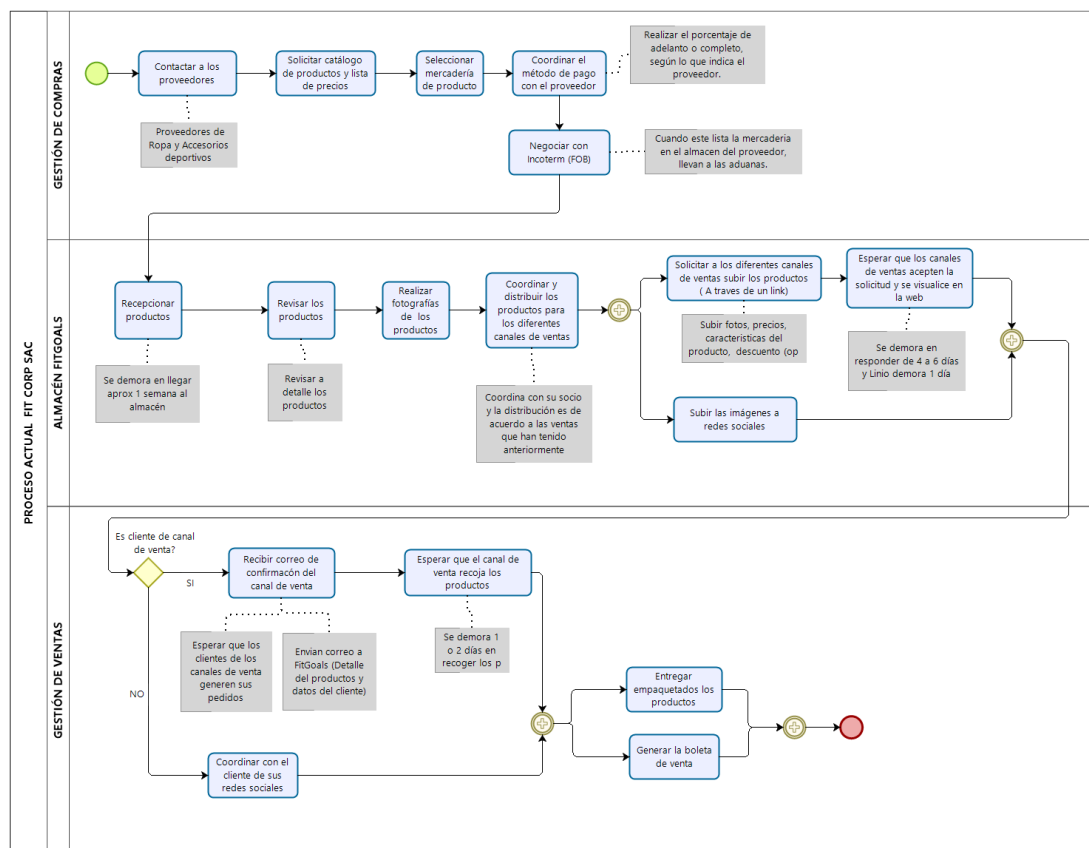 PROCESO ACTUAL  FIT CORP SAC
GESTIÓN DE COMPRAS
Contactar a los
proveedores
Solicitar catálogo
de productos y lista
de precios
Seleccionar
mercadería
de producto
Coordinar el
método de pago
con el proveedor
Realizar el porcentaje de
adelanto o completo,
según lo que indica el
proveedor.
Proveedores de
Ropa y Accesorios
deportivos
Negociar con
Incoterm (FOB)
Cuando este lista la mercaderia
en el almacen del proveedor,
llevan a las aduanas.
ALMACÉN FITGOALS
Recepcionar
productos
Revisar los
productos
Realizar
fotografías
de  los
productos
Coordinar y
distribuir los
productos para
los diferentes
canales de ventas
Solicitar a los diferentes canales
de ventas subir los productos
( A traves de un link)
Esperar que los canales
de ventas acepten la
solicitud y se visualice en
la web
Subir fotos, precios,
caracteristicas del
producto,  descuento (op
Se demora en
responder de 4 a 6 días
y Linio demora 1 día
Se demora en llegar
aprox 1 semana al
almacén
Revisar a
detalle los
productos
Coordina con su socio
y la distribución es de
acuerdo a las ventas
que han tenido
anteriormente
Subir las imágenes a
redes sociales
GESTIÓN DE VENTAS
Es cliente de canal
de venta?
SI
NO
Recibir correo de
confirmacón del
canal de venta
Esperar que el canal de
venta recoja los
productos
Esperar que los
clientes de los
canales de venta
generen sus
pedidos
Envian correo a
FitGoals (Detalle
del productos y
datos del cliente)
Se demora 1
o 2 días en
recoger los p
Entregar
empaquetados los
productos
Generar la boleta
de venta
Coordinar con el
cliente de sus
redes sociales